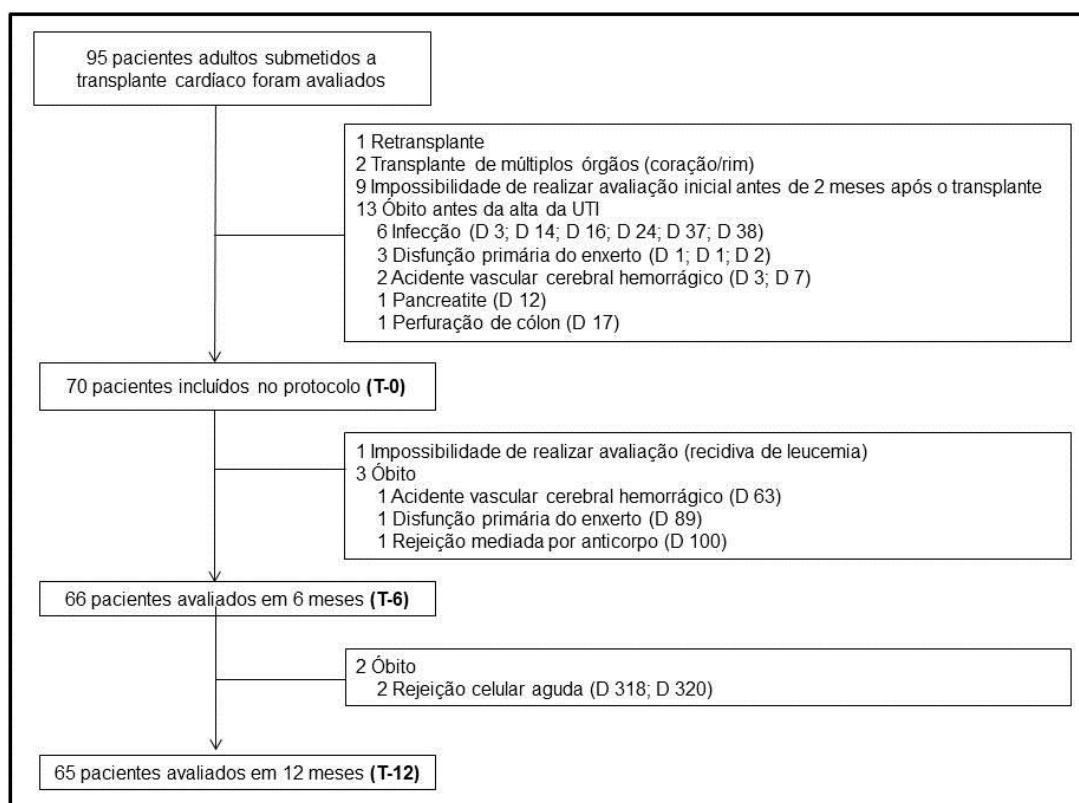 95 pacientes adultos submetidos a
transplante cardíaco foram avaliados
1 Retransplante
2 Transplante de múltiplos órgãos (coração/rim)
9 Impossibilidade de realizar avaliação inicial antes de 2 meses após o transplante
13 Óbito antes da alta da UTI
6 Infecção (D 3; D 14; D 16; D 24; D 37; D 38)
3 Disfunção primária do enxerto (D 1; D 1; D 2)
2 Acidente vascular cerebral hemorrágico (D 3; D 7)
1 Pancreatite (D 12)
1 Perfuração de cólon (D 17)
70 pacientes incluídos no protocolo (T-0)
1 Impossibilidade de realizar avaliação (recidiva de leucemia)
3 Óbito
1 Acidente vascular cerebral hemorrágico (D 63)
1 Disfunção primária do enxerto (D 89)
1 Rejeição mediada por anticorpo (D 100)
66 pacientes avaliados em 6 meses (T-6)
2 Óbito
2 Rejeição celular aguda (D 318; D 320)
65 pacientes avaliados em 12 meses (T-12)